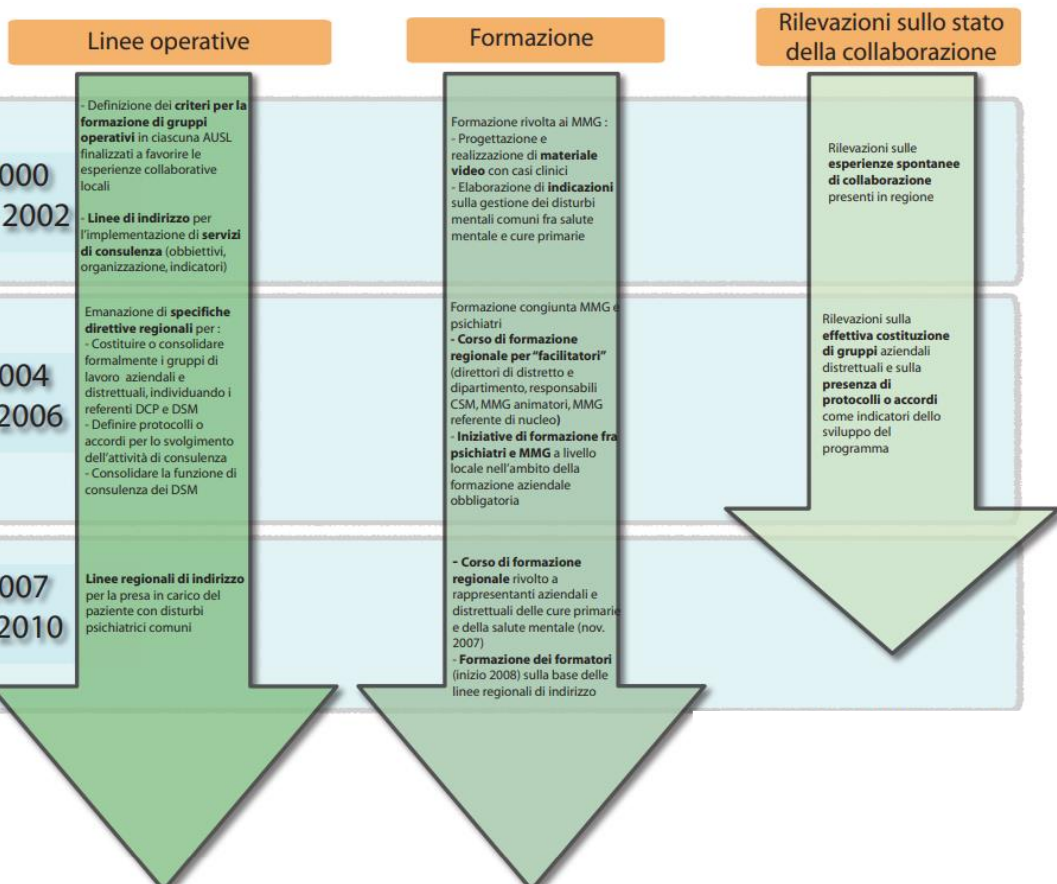 Linee operative
Formazione
Rilevazioni sullo stato
della collaborazione
000
2002
- Definizione dei criteri per la
formazione di gruppi
operativi in ciascuna AUSL
finalizzati a favorire le
esperienze collaborative
locali
- Linee di indirizzo per
l'implementazione di servizi
di consulenza (obbiettivi,
organizzazione, indicatori)
Formazione rivolta ai MMG :
- Progettazione e
realizzazione di materiale
video con casi clinici
- Elaborazione di indicazioni
sulla gestione dei disturbi
mentali comuni fra salute
mentale e cure primarie
Rilevazioni sulle
esperienze spontanee
di collaborazione
presenti in regione
004
2006
Emanazione di specifiche
direttive regionali per :
- Costituire o consolidare
formalmente i gruppi di
lavoro aziendali e
distrettuali, individuando i
referenti DCP e DSM
- Definire protocolli o
accordi per lo svolgimento
dell'attività di consulenza
- Consolidare la funzione di
consulenza dei DSM
Formazione congiunta MMG e
psichiatri
- Corso di formazione
regionale per "facilitatori"
(direttori di distretto e
dipartimento, responsabili
CSM, MMG animatori, MMG
referente di nucleo)
- Iniziative di formazione fra
psichiatri e MMG a livello
locale nell'ambito della
formazione aziendale
obbligatoria
Rilevazioni sulla
effettiva costituzione
di gruppi aziendali
distrettuali e sulla
presenza di
protocolli o accordi
come indicatori dello
sviluppo del
programma
007
2010
Linee regionali di indirizzo
per la presa in carico del
paziente con disturbi
psichiatrici comuni
- Corso di formazione
regionale rivolto a
rappresentanti aziendali e
distrettuali delle cure primarie
e della salute mentale (nov.
2007)
- Formazione dei formatori
(inizio 2008) sulla base delle
linee regionali di indirizzo